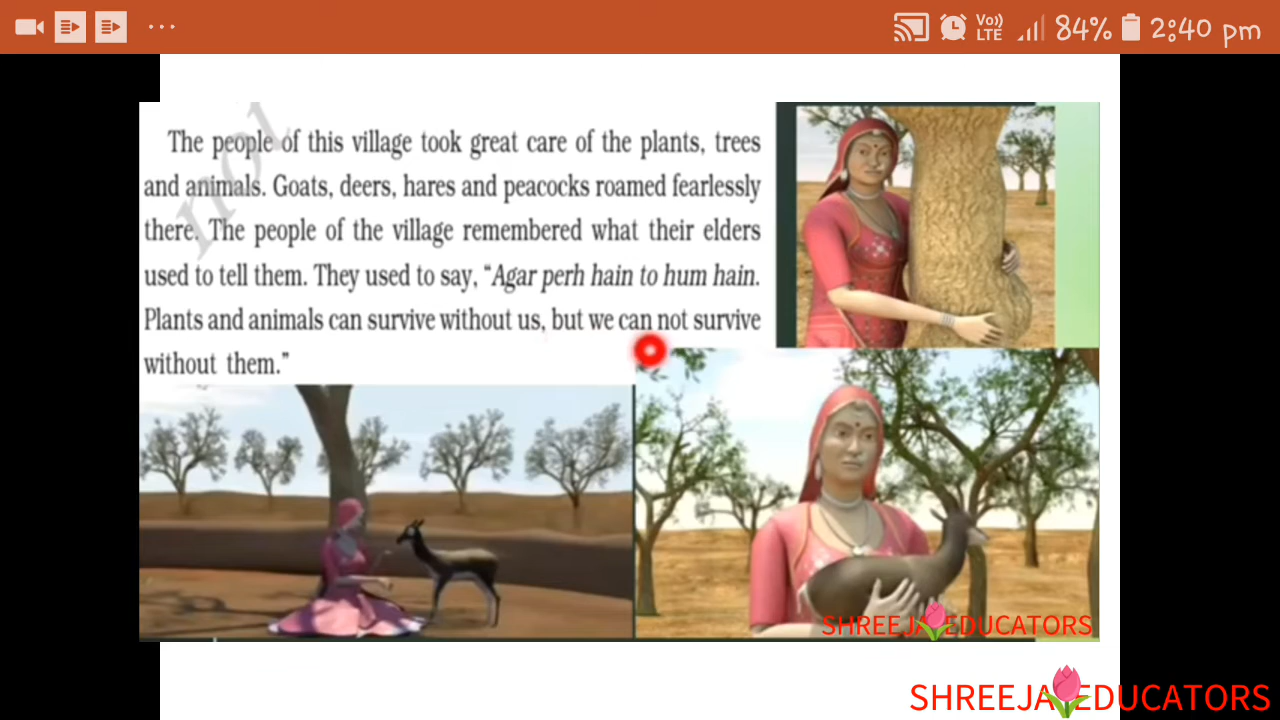 Vo))
LTE
84%
2:40 pm
not
The people of this village took great care of the plants, trees
and animals. Goats, deers, hares and peacocks roamed fearlessly
there. The people of the village remembered what their elders
used to tell them. They used to say, “Agar perh hain to hum hain.
Plants and animals can survive without us, but we can not survive
without them.”
SHREEJA EDUCATORS
SHREEJA EDUCATORS